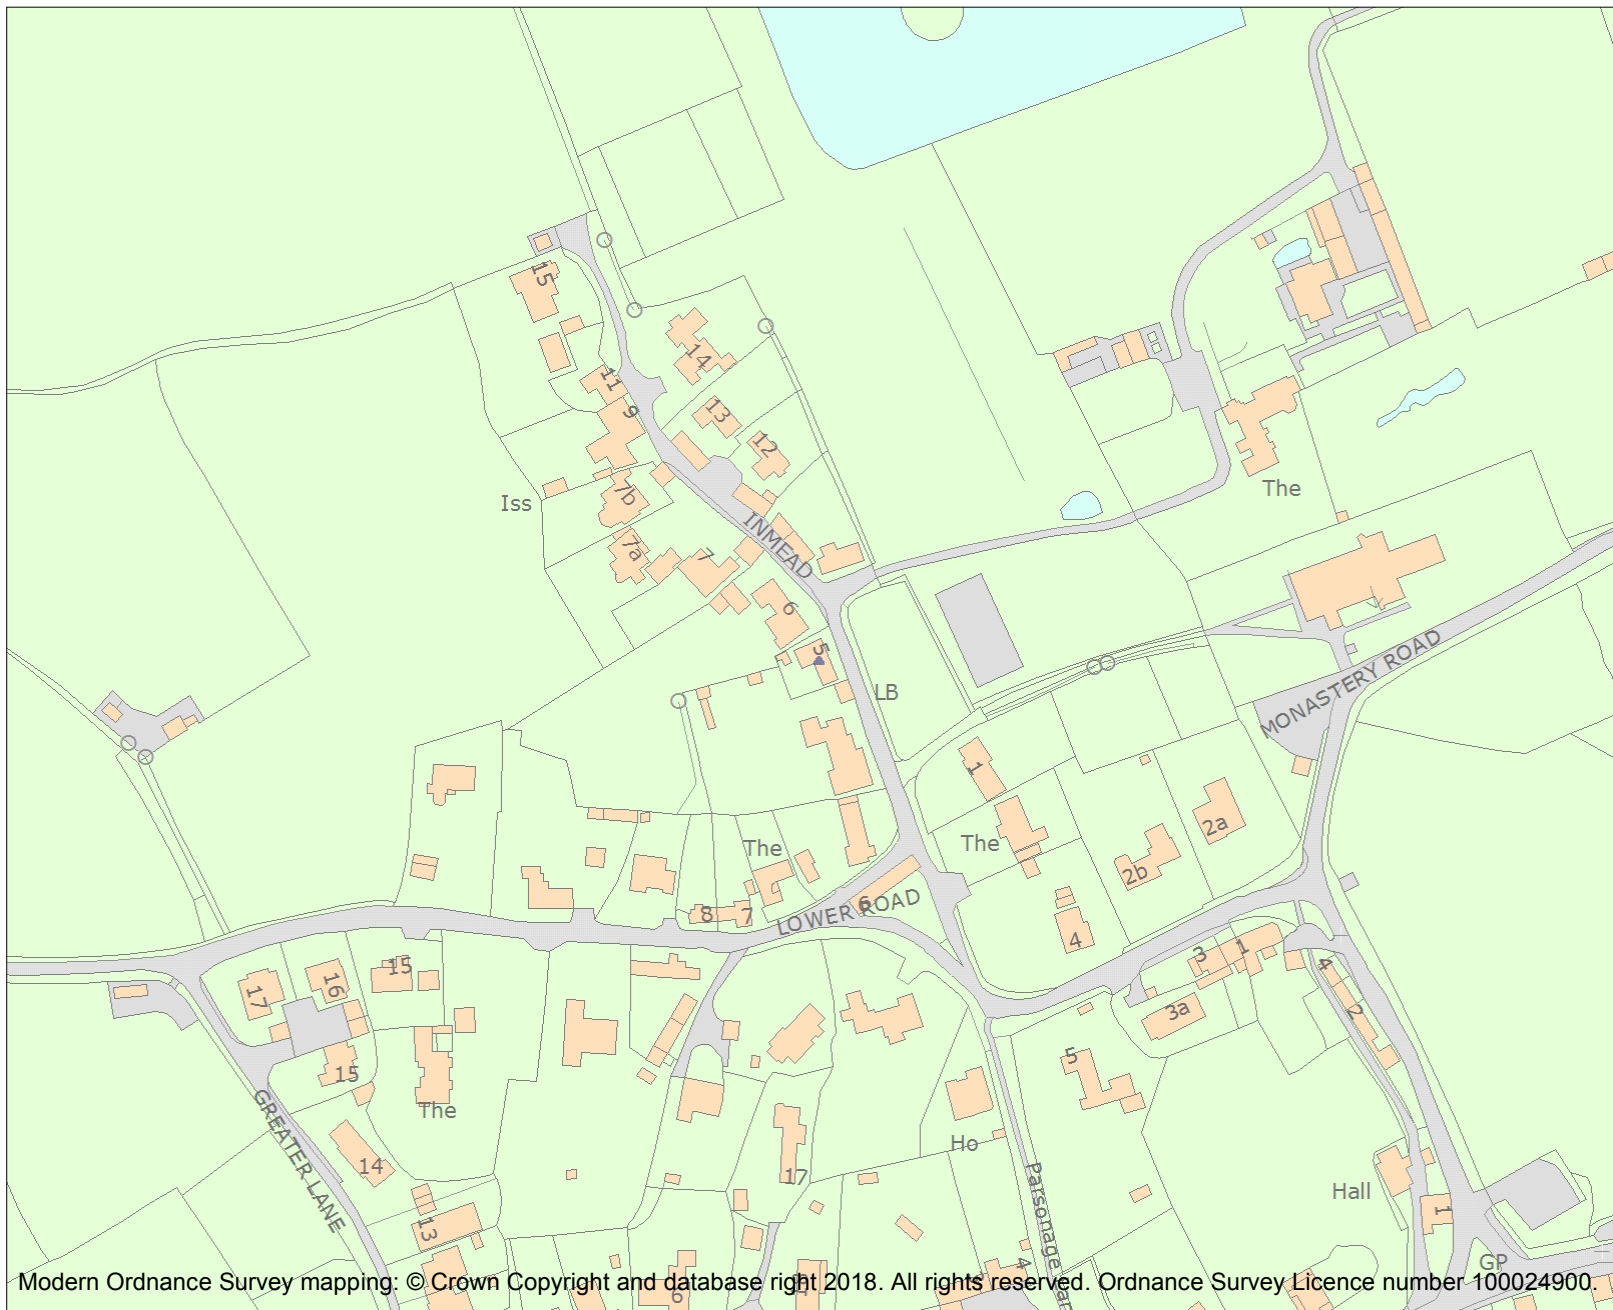 15
14
11
9
13
12
Iss
7b
The
INMEAD
7a
7
6
5
MONASTERY ROAD
LB
1
The
The
2a
2b
8
7
6
LOWER ROAD
4
3
1
4
15
17
16
3a
2
15
The
5
GREATER LANE
Ho
14
17
Parsonage
Hall
1
13
4
GP
6
Modern Ordnance Survey mapping: © Crown Copyright and database right 2018. All rights reserved. Ordnance Survey Licence number 100024900.